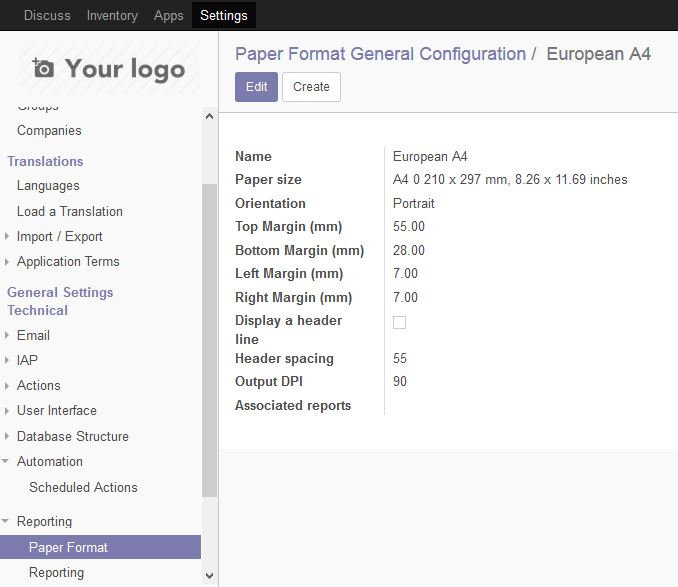 Discuss Inventory Apps Settings
Your logo
Groups
Companies
Translations
Languages
Load a Translation
Import / Export
Application Terms
General Settings
Technical
Email
IAP
Actions
User Interface
Database Structure
Automation
Scheduled Actions
Reporting
Paper Format
Reporting
Paper Format General Configuration / European A4
Edit Create
Name European A4
Paper size A4 0 210 x 297 mm, 8.26 x 11.69 inches
Orientation Portrait
Top Margin (mm) 55.00
Bottom Margin (mm) 28.00
Left Margin (mm) 7.00
Right Margin (mm) 7.00
Display a header
line
Header spacing 55
Output DPI 90
Associated reports